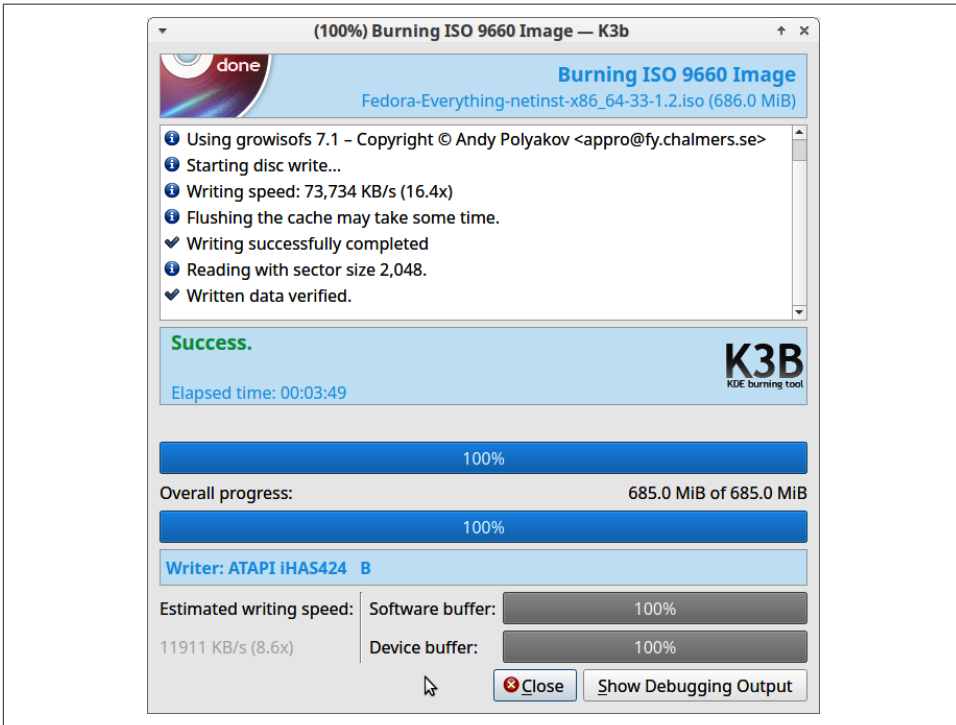 (100%) Burning ISO 9660 Image — K3b
done
Burning ISO 9660 Image
Fedora-Everything-netinst-x86_64-33-1.2.iso (686.0 MiB)
Using growisofs 7.1 – Copyright © Andy Polyakov <appro@fy.chalmers.se>
Starting disc write...
Writing speed: 73,734 KB/s (16.4x)
Flushing the cache may take some time.
Writing successfully completed
Reading with sector size 2,048.
Written data verified.
Success.
K3B
KDE burning tool
Elapsed time: 00:03:49
100%
Overall progress: 685.0 MiB of 685.0 MiB
100%
Writer: ATAPI iHAS424 B
Estimated writing speed: Software buffer: 100%
11911 KB/s (8.6x) Device buffer: 100%
Close Show Debugging Output